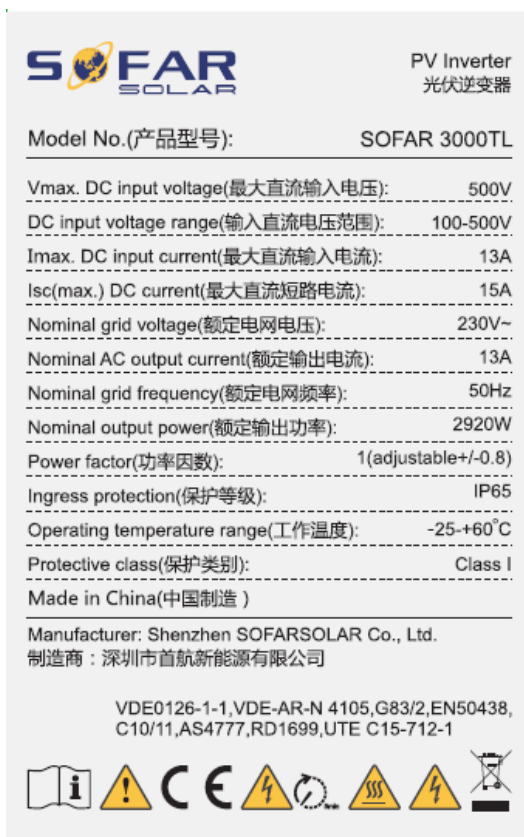 SOFAR
SOLAR
PV Inverter
光伏逆变器
Model No.(产品型号): SOFAR 3000TL
Vmax. DC input voltage(最大直流输入电压): 500V
DC input voltage range(输入直流电压范围): 100-500V
Imax. DC input current(最大直流输入电流): 13A
Isc(max.) DC current(最大直流短路电流): 15A
Nominal grid voltage(额定电网电压): 230V~
Nominal AC output current(额定输出电流): 13A
Nominal grid frequency(额定电网频率): 50Hz
Nominal output power(额定输出功率): 2920W
Power factor(功率因数): 1(adjustable+/-0.8)
Ingress protection(保护等级): IP65
Operating temperature range(工作温度): -25-+60°C
Protective class(保护类别): Class I
Made in China(中国制造 )
Manufacturer: Shenzhen SOFARSOLAR Co., Ltd.
制造商：深圳市首航新能源有限公司
VDE0126-1-1,VDE-AR-N 4105,G83/2,EN50438,
C10/11,AS4777,RD1699,UTE C15-712-1